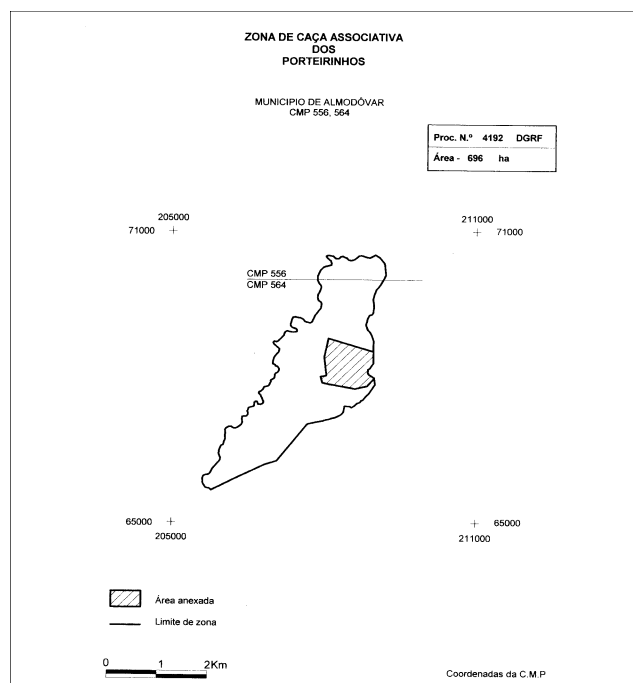 ZONA DE CAÇA ASSOCIATIVA
DOS
PORTEIRINHOS
MUNICIPIO DE ALMODÔVAR
CMP 556, 564
Proc. N.º 4192 DGRF
Área - 696 ha
205000
71000
211000
71000
CMP 556
CMP 564
65000
205000
65000
211000
Área anexada
Limite de zona
0 1 2Km
Coordenadas da C.M.P